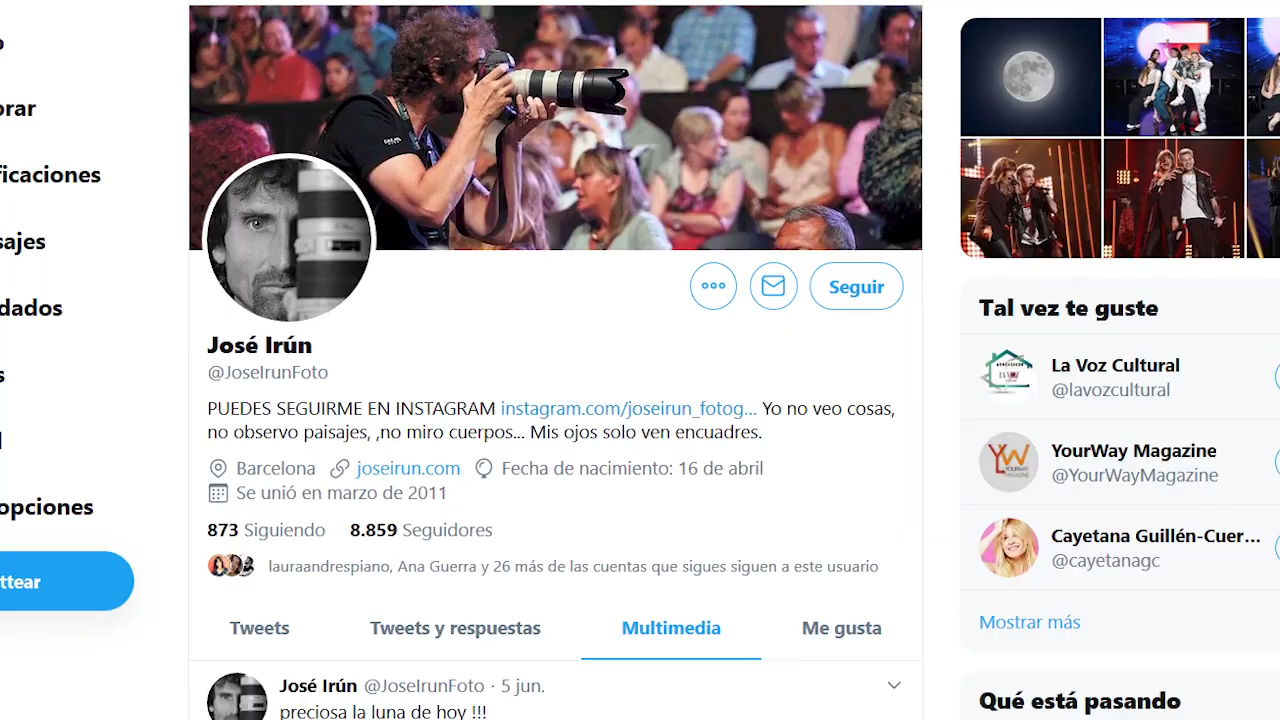 orar
ficaciones
sajes
dados
opciones
ttear
Seguir
José Irún
@JoseIrunFoto
PUEDES SEGUIRME EN INSTAGRAM instagram.com/joseirun_fotog... Yo no veo cosas,
no observo paisajes, ,no miro cuerpos... Mis ojos solo ven encuadres.
Barcelona joseirun.com Fecha de nacimiento: 16 de abril
Se unió en marzo de 2011
873 Siguiendo 8.859 Seguidores
lauraandrespiano, Ana Guerra y 26 más de las cuentas que sigues siguen a este usuario
Tweets Tweets y respuestas Multimedia Me gusta
José Irún @JoseIrunFoto · 5 jun.
preciosa la luna de hoy !!!
Tal vez te guste
La Voz Cultural
@lavozcultural
YourWay Magazine
@YourWayMagazine
Cayetana Guillén-Cuer...
@cayetanagc
Mostrar más
Qué está pasando